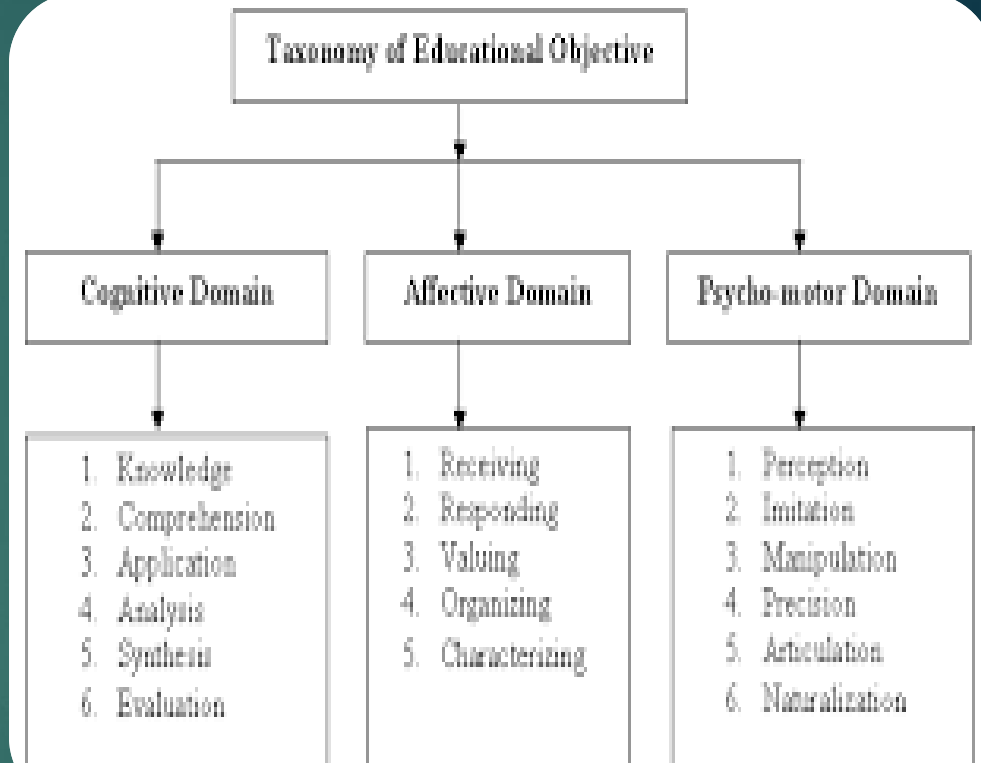 Taxonomy of Educational Objective
Cognitive Domain
Affective Domain
Psycho-motor Domain
1. Knowledge
2. Comprehension
3. Application
4. Analysis
5. Synthesis
6. Evaluation
1. Receiving
2. Responding
3. Valuing
4. Organizing
5. Characterizing
1. Perception
2. Imitation
3. Manipulation
4. Precision
5. Articulation
6. Naturalization